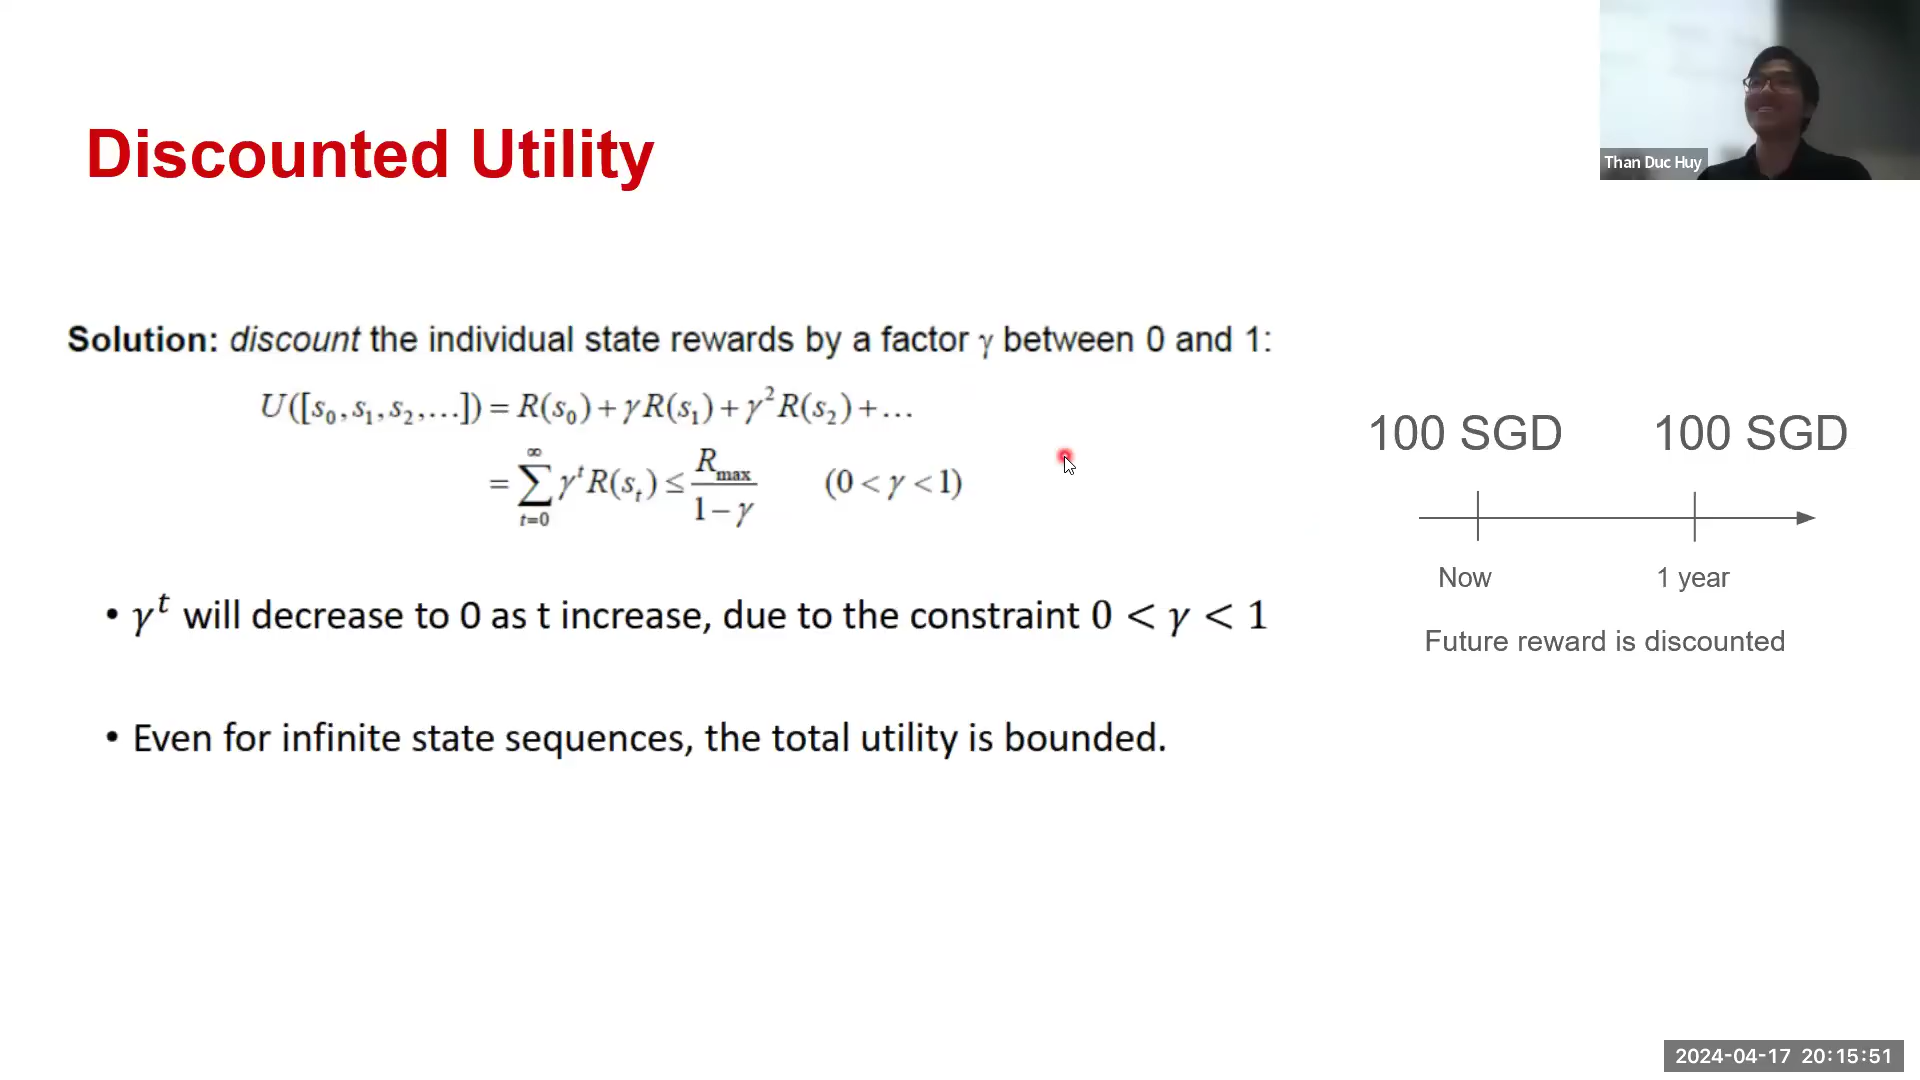 Than Duc Huy
Discounted Utility
Solution: discount the individual state rewards by a factor γ between 0 and 1:
U([s₀,s₁,s₂,...]) = R(s₀)+γR(s₁)+γ²R(s₂)+...
= ∑_{t=0}^{∞} γᵗR(sₜ) ≤ R_max / (1−γ) (0<γ<1)
• γᵗ will decrease to 0 as t increase, due to the constraint 0 < γ < 1
• Even for infinite state sequences, the total utility is bounded.
100 SGD 100 SGD
Now 1 year
Future reward is discounted
2024-04-17 20:15:51